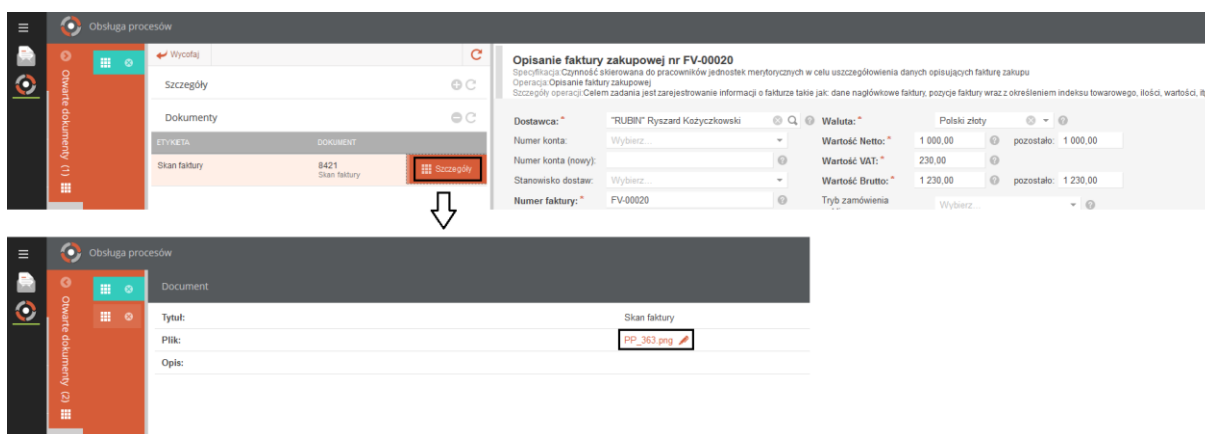 Obsługa procesów
Otwarte dokumenty (1)
Wycofaj
Szczegóły
Dokumenty
ETYKIETA DOKUMENT
Skan faktury 8421 Szczegóły
Skan faktury
Opisanie faktury zakupowej nr FV-00020
Specyfikacja:Czynność skierowana do pracowników jednostek merytorycznych w celu uszczegółowienia danych opisujących fakturę zakupu
Operacja:Opisanie faktury zakupowej
Szczegóły operacji:Celem zadania jest zarejestrowanie informacji o fakturze takie jak: dane nagłówkowe faktury, pozycje faktury wraz z określeniem indeksu towarowego, ilości, wartości, it
Dostawca: * "RUBIN" Ryszard Kożyczkowski Waluta: * Polski złoty
Numer konta: Wybierz... Wartość Netto: * 1 000,00 pozostało: 1 000,00
Numer konta (nowy): Wartość VAT: * 230,00
Stanowisko dostaw: Wybierz... Wartość Brutto: * 1 230,00 pozostało: 1 230,00
Numer faktury: * FV-00020 Tryb zamówienia Wybierz...
Obsługa procesów
Otwarte dokumenty (2)
Document
Tytuł: Skan faktury
Plik: PP_363.png
Opis: